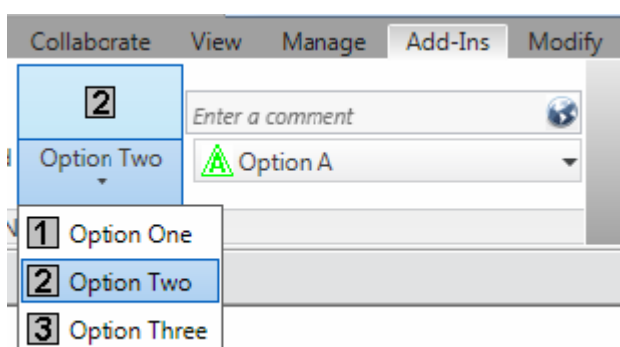 Collaborate View Manage Add-Ins Modify
2
Enter a comment
Option Two
A Option A
1 Option One
2 Option Two
3 Option Three